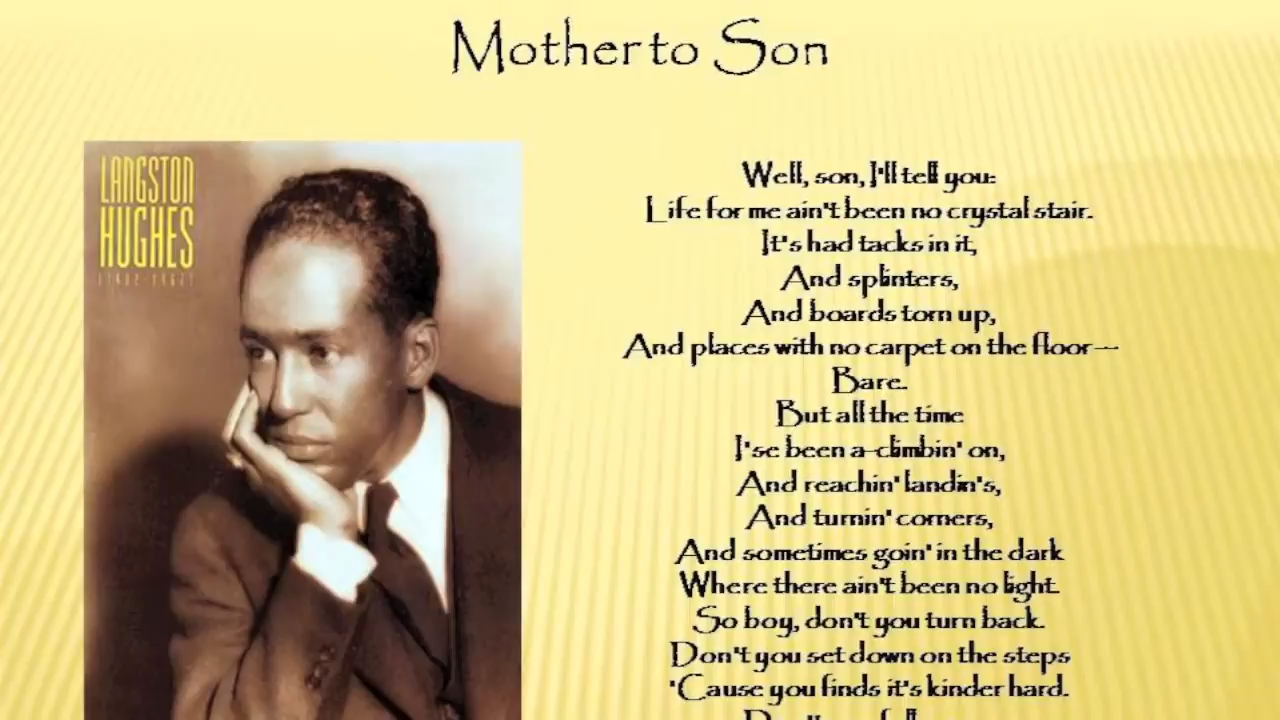 Mother to Son
LANGSTON
HUGHES
Well, son, I'll tell you:
Life for me ain't been no crystal stair.
It's had tacks in it,
And splinters,
And boards torn up,
And places with no carpet on the floor—
Bare.
But all the time
I'se been a-climbin' on,
And reachin' landin's,
And turnin' corners,
And sometimes goin' in the dark
Where there ain't been no light.
So boy, don't you turn back.
Don't you set down on the steps
'Cause you finds it's kinder hard.